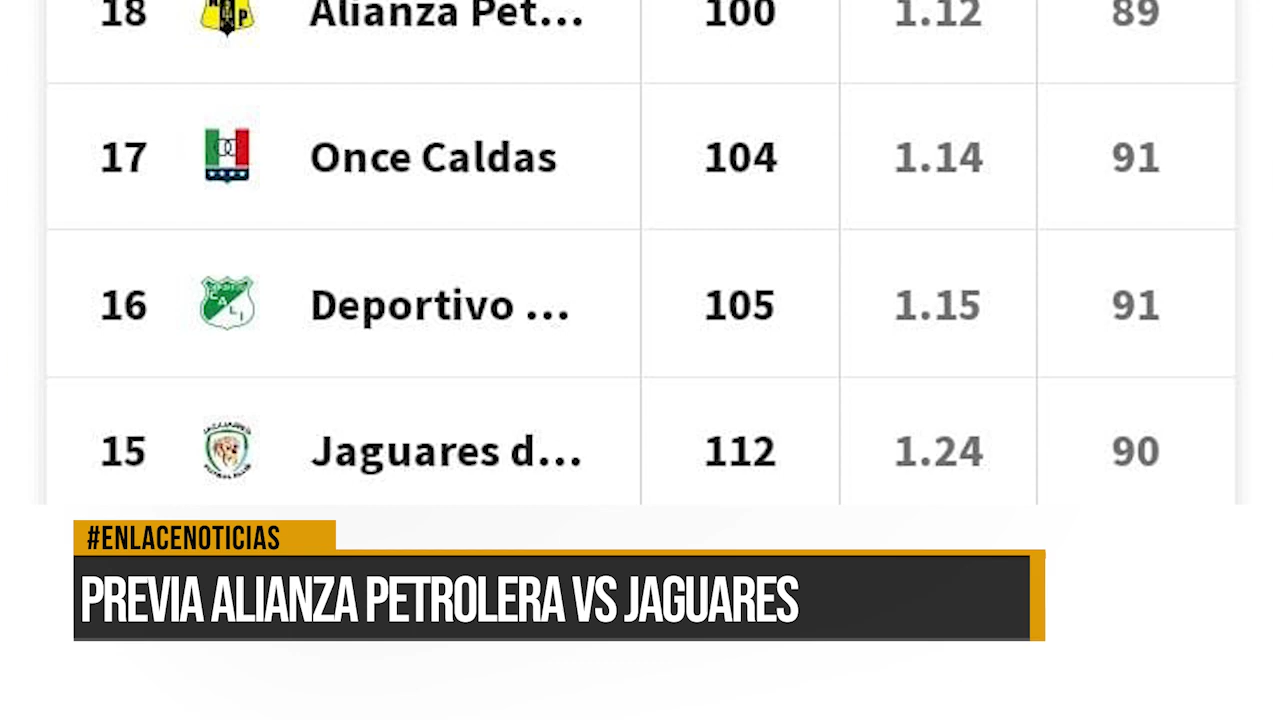 18 Alianza Pet... 100 1.12 89
17 Once Caldas 104 1.14 91
16 Deportivo ... 105 1.15 91
15 Jaguares d... 112 1.24 90
#ENLACENOTICIAS
PREVIA ALIANZA PETROLERA VS JAGUARES